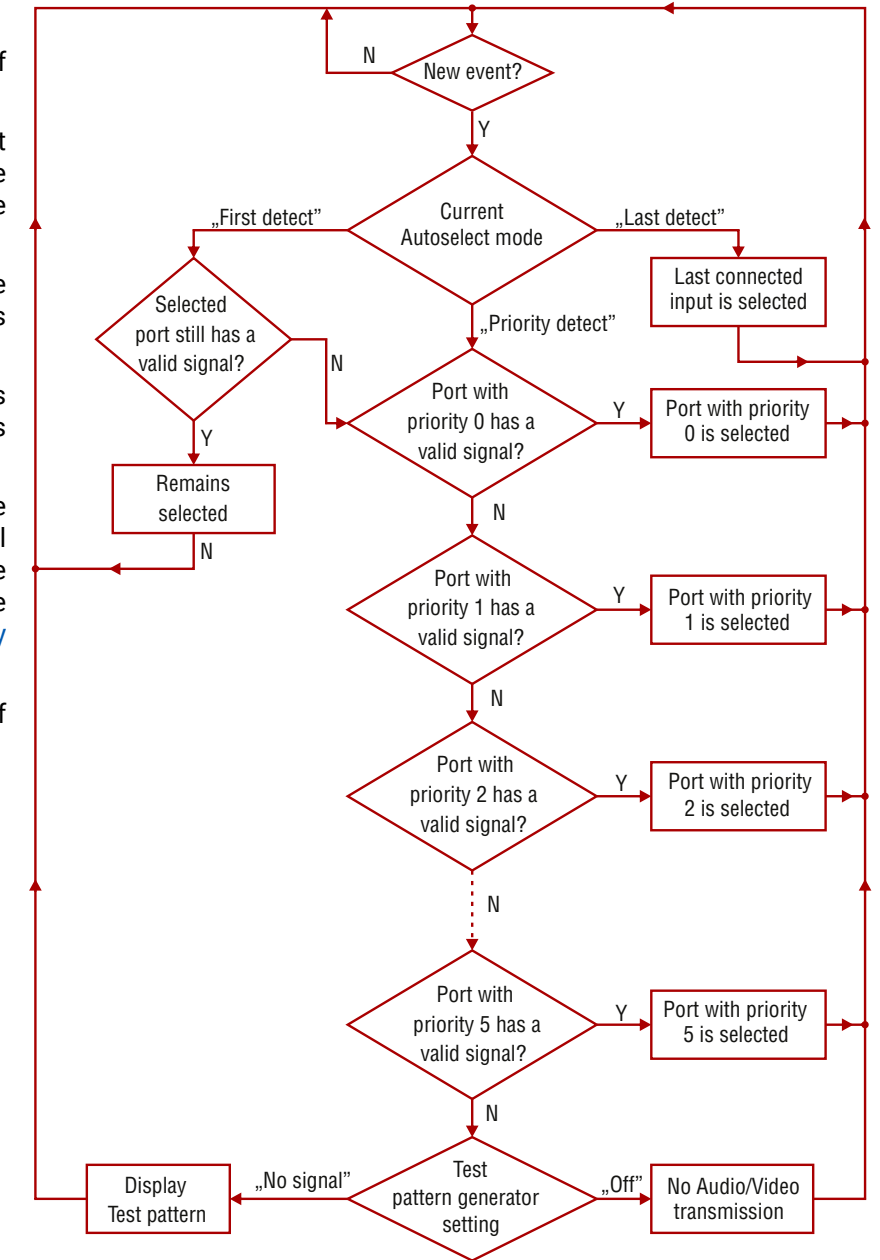 f
t
e
e
e
s
s
s
e
l
e
e
y
f
N
New event?
Y
„First detect”
Current
Autoselect mode
„Last detect”
Last connected
input is selected
Selected
port still has a
valid signal?
„Priority detect”
N
Y
Remains
selected
N
Port with
priority 0 has a
valid signal?
Y
Port with priority
0 is selected
N
Port with
priority 1 has a
valid signal?
Y
Port with priority
1 is selected
N
Port with
priority 2 has a
valid signal?
Y
Port with priority
2 is selected
N
Port with
priority 5 has a
valid signal?
Y
Port with priority
5 is selected
N
Display
Test pattern
„No signal”
Test
pattern generator
setting
„Off”
No Audio/Video
transmission